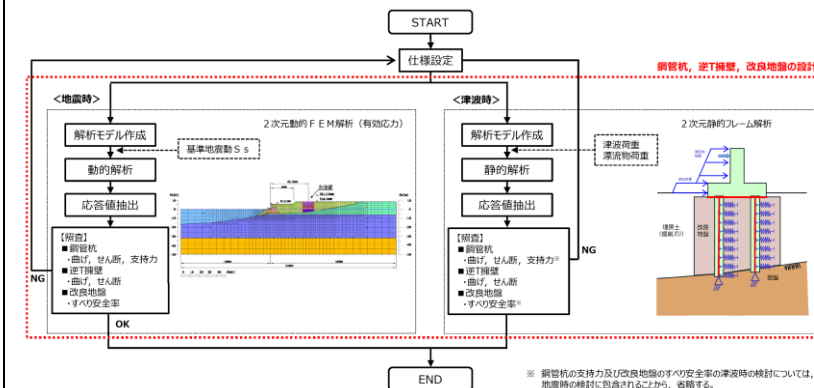 START
仕様設定
鋼管杭，逆T擁壁，改良地盤の設計
＜地震時＞
２次元動的ＦＥＭ解析（有効応力）
解析モデル作成
基準地震動Ｓｓ
動的解析
応答値抽出
【照査】
■鋼管杭
・曲げ，せん断，支持力
■逆T擁壁
・曲げ，せん断
■改良地盤
・すべり安全率
NG
OK
＜津波時＞
２次元静的フレーム解析
解析モデル作成
津波荷重
漂流物荷重
静的解析
応答値抽出
【照査】
■鋼管杭
・曲げ，せん断，支持力※
■逆T擁壁
・曲げ，せん断
■改良地盤
・すべり安全率※
NG
改良
地盤
END
※ 鋼管杭の支持力及び改良地盤のすべり安全率の津波時の検討については，
地震時の検討に包含されることから，省略する。